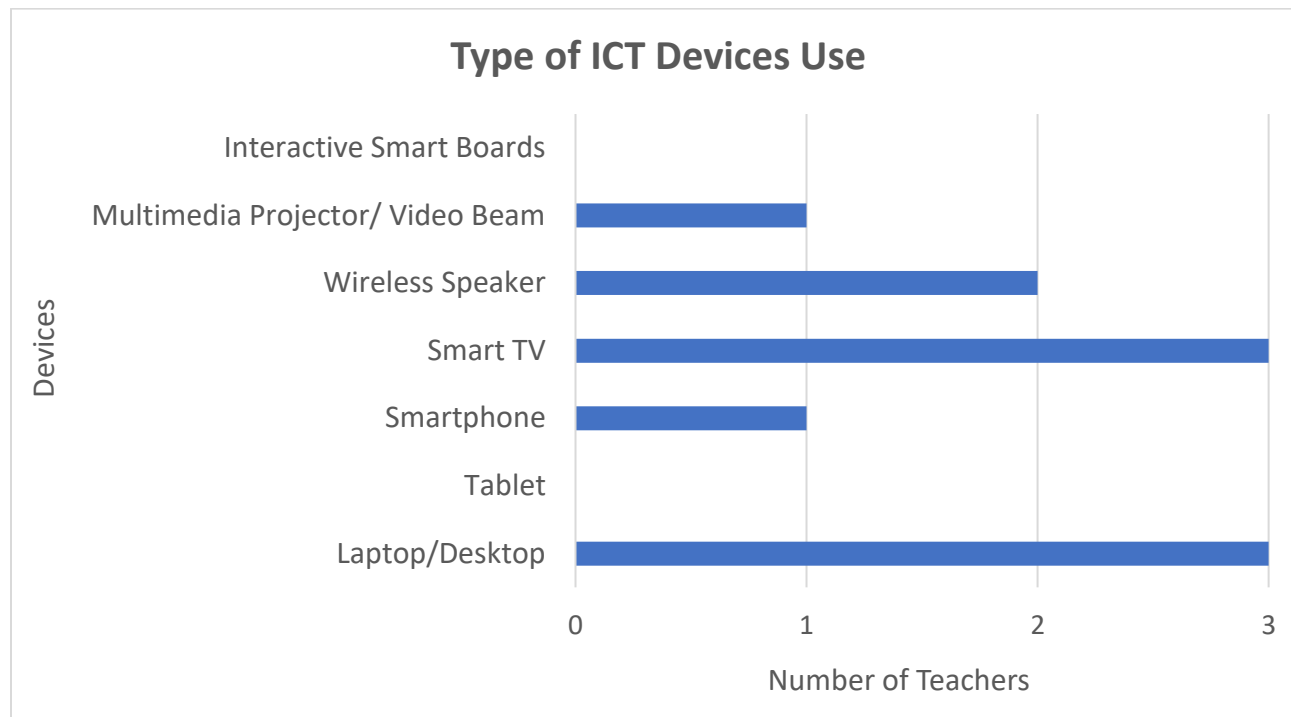 Type of ICT Devices Use
Interactive Smart Boards
Multimedia Projector/ Video Beam
Wireless Speaker
Smart TV
Smartphone
Tablet
Laptop/Desktop
Devices
0 1 2 3
Number of Teachers